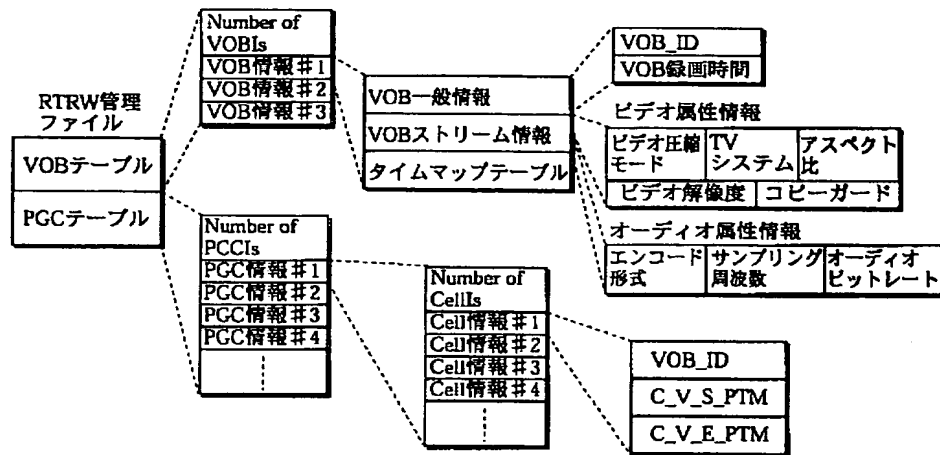 RTRW管理
ファイル
VOBテーブル
PGCテーブル
Number of
VOBIs
VOB情報#1
VOB情報#2
VOB情報#3
VOB一般情報
VOBストリーム情報
タイムマップテーブル
VOB_ID
VOB録画時間
ビデオ属性情報
ビデオ圧縮
モード
TV
システム
アスペクト
比
ビデオ解像度
コピーガード
オーディオ属性情報
エンコード
形式
サンプリング
周波数
オーディオ
ビットレート
Number of
PCCIs
PGC情報#1
PGC情報#2
PGC情報#3
PGC情報#4
Number of
CellIs
Cell情報#1
Cell情報#2
Cell情報#3
Cell情報#4
VOB_ID
C_V_S_PTM
C_V_E_PTM